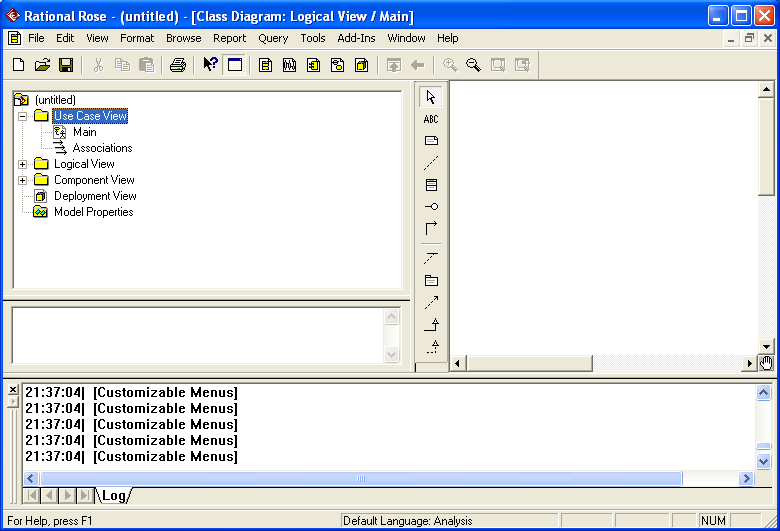 Rational Rose - (untitled) - [Class Diagram: Logical View / Main]
File Edit View Format Browse Report Query Tools Add-Ins Window Help
(untitled)
Use Case View
Main
Associations
Logical View
Component View
Deployment View
Model Properties
ABC
21:37:04| [Customizable Menus]
21:37:04| [Customizable Menus]
21:37:04| [Customizable Menus]
21:37:04| [Customizable Menus]
21:37:04| [Customizable Menus]
Log
For Help, press F1 Default Language: Analysis NUM